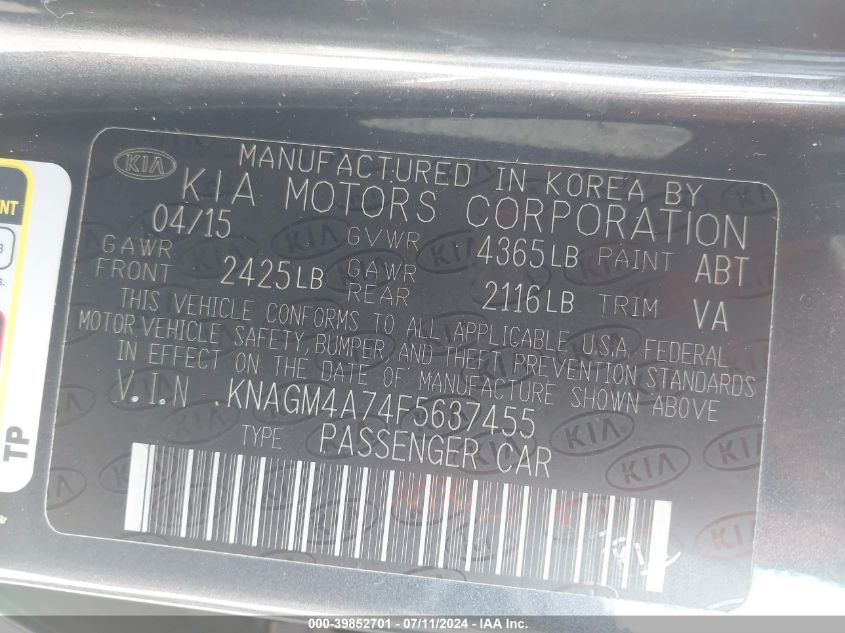 KIA
MANUFACTURED IN KOREA BY
KIA MOTORS CORPORATION
04/15
GAWR FRONT 2425LB
GVWR 4365LB
GAWR REAR 2116LB
PAINT ABT
TRIM VA
THIS VEHICLE CONFORMS TO ALL APPLICABLE U.S.A. FEDERAL
MOTOR VEHICLE SAFETY, BUMPER AND THEFT PREVENTION STANDARDS
IN EFFECT ON THE DATE OF MANUFACTURE SHOWN ABOVE
V.I.N KNAGM4A74F5637455
TYPE PASSENGER CAR
TP
000-39852701 - 07/11/2024 - IAAI Inc.